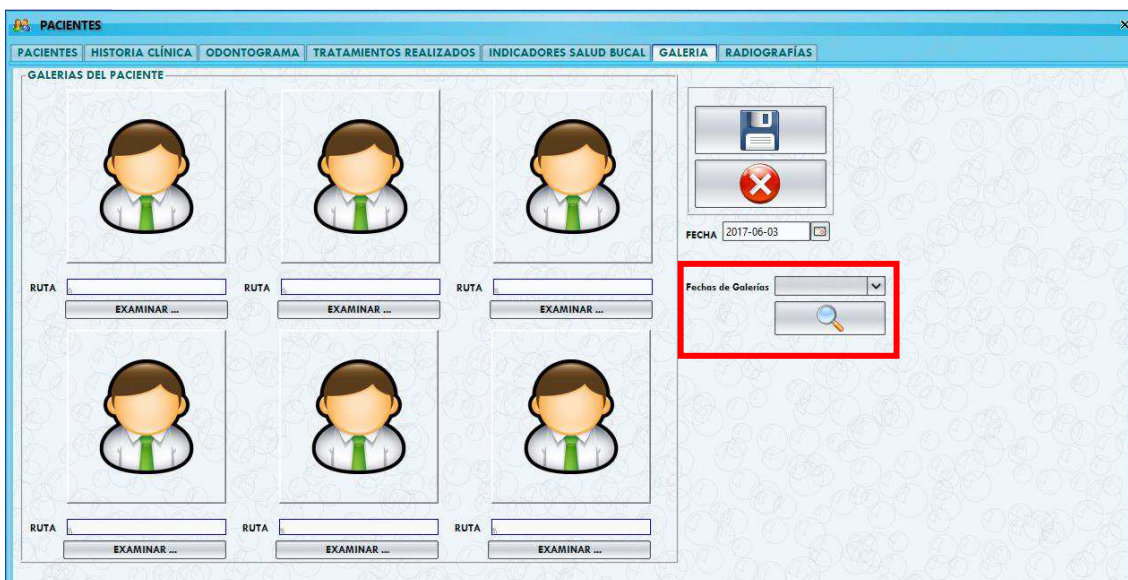 PACIENTES
PACIENTES HISTORIA CLÍNICA ODONTOGRAMA TRATAMIENTOS REALIZADOS INDICADORES SALUD BUCAL GALERIA RADIOGRAFÍAS
GALERIAS DEL PACIENTE
FECHA 2017-06-03
RUTA RUTA RUTA
Fechas de Galerías
EXAMINAR ... EXAMINAR ... EXAMINAR ...
RUTA RUTA RUTA
EXAMINAR ... EXAMINAR ... EXAMINAR ...